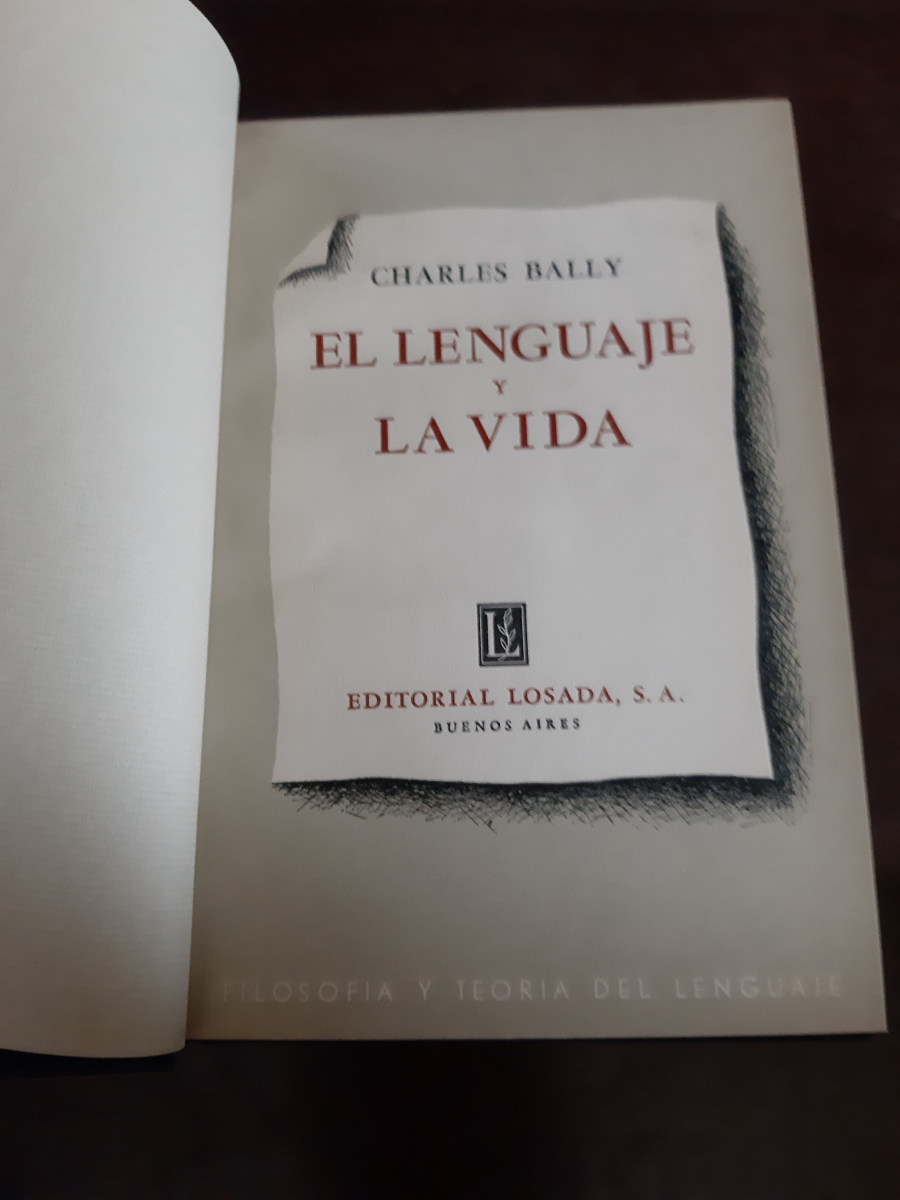 CHARLES BALLY
EL LENGUAJE
Y
LA VIDA
L
EDITORIAL LOSADA, S. A.
BUENOS AIRES
FILOSOFIA Y TEORIA DEL LENGUAJE